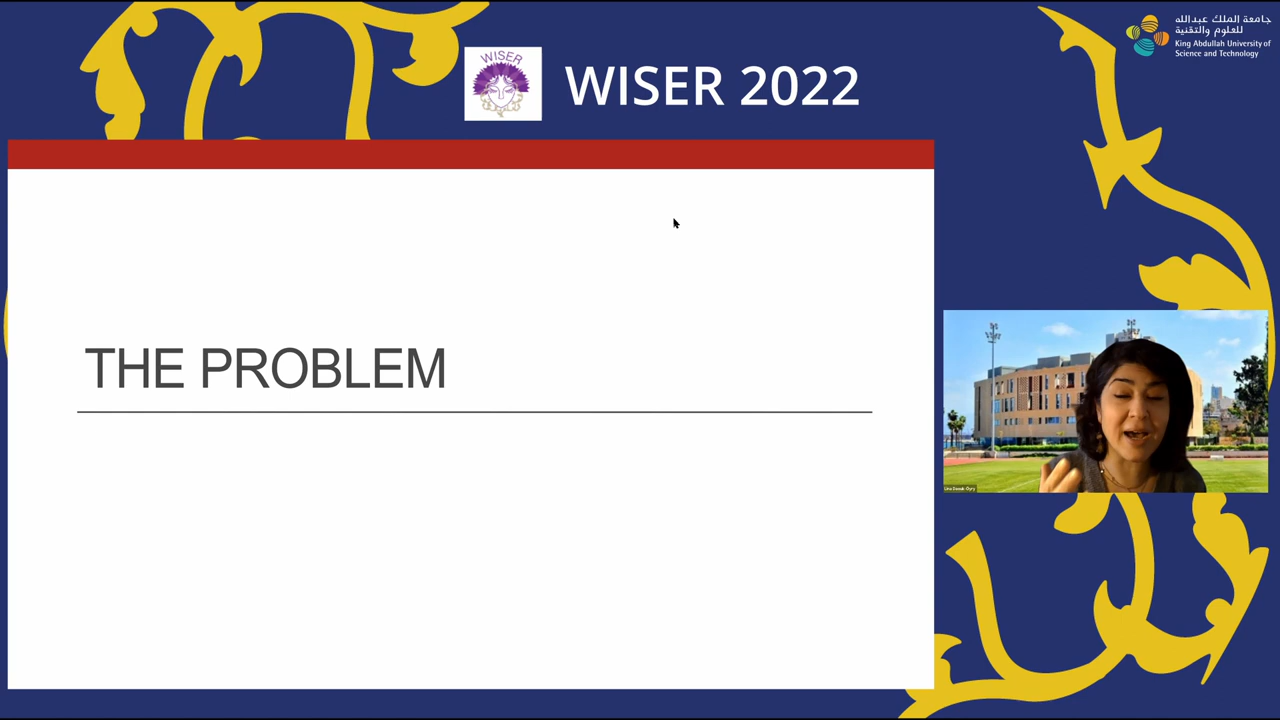 WISER
WISER 2022
جامعة الملك عبدالله
للعلوم والتقنية
King Abdullah University of
Science and Technology
THE PROBLEM